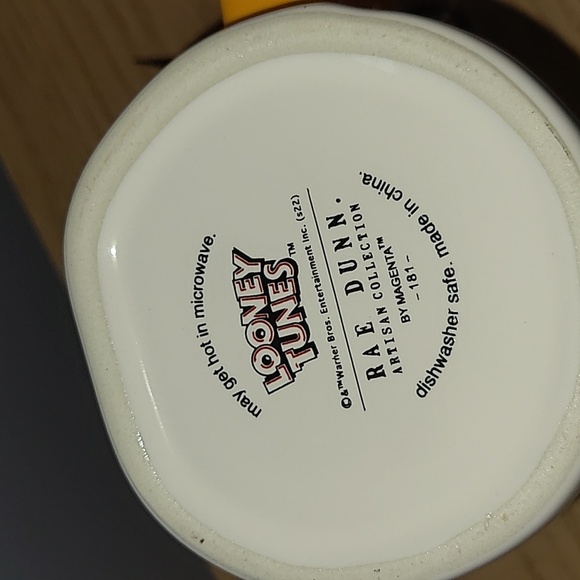 may get hot in microwave.
LOONEY
TUNES™
©&™Warner Bros. Entertainment Inc. (s22)
RAE DUNN.
ARTISAN COLLECTION
BY MAGENTA™
- 181 -
dishwasher safe. made in china.